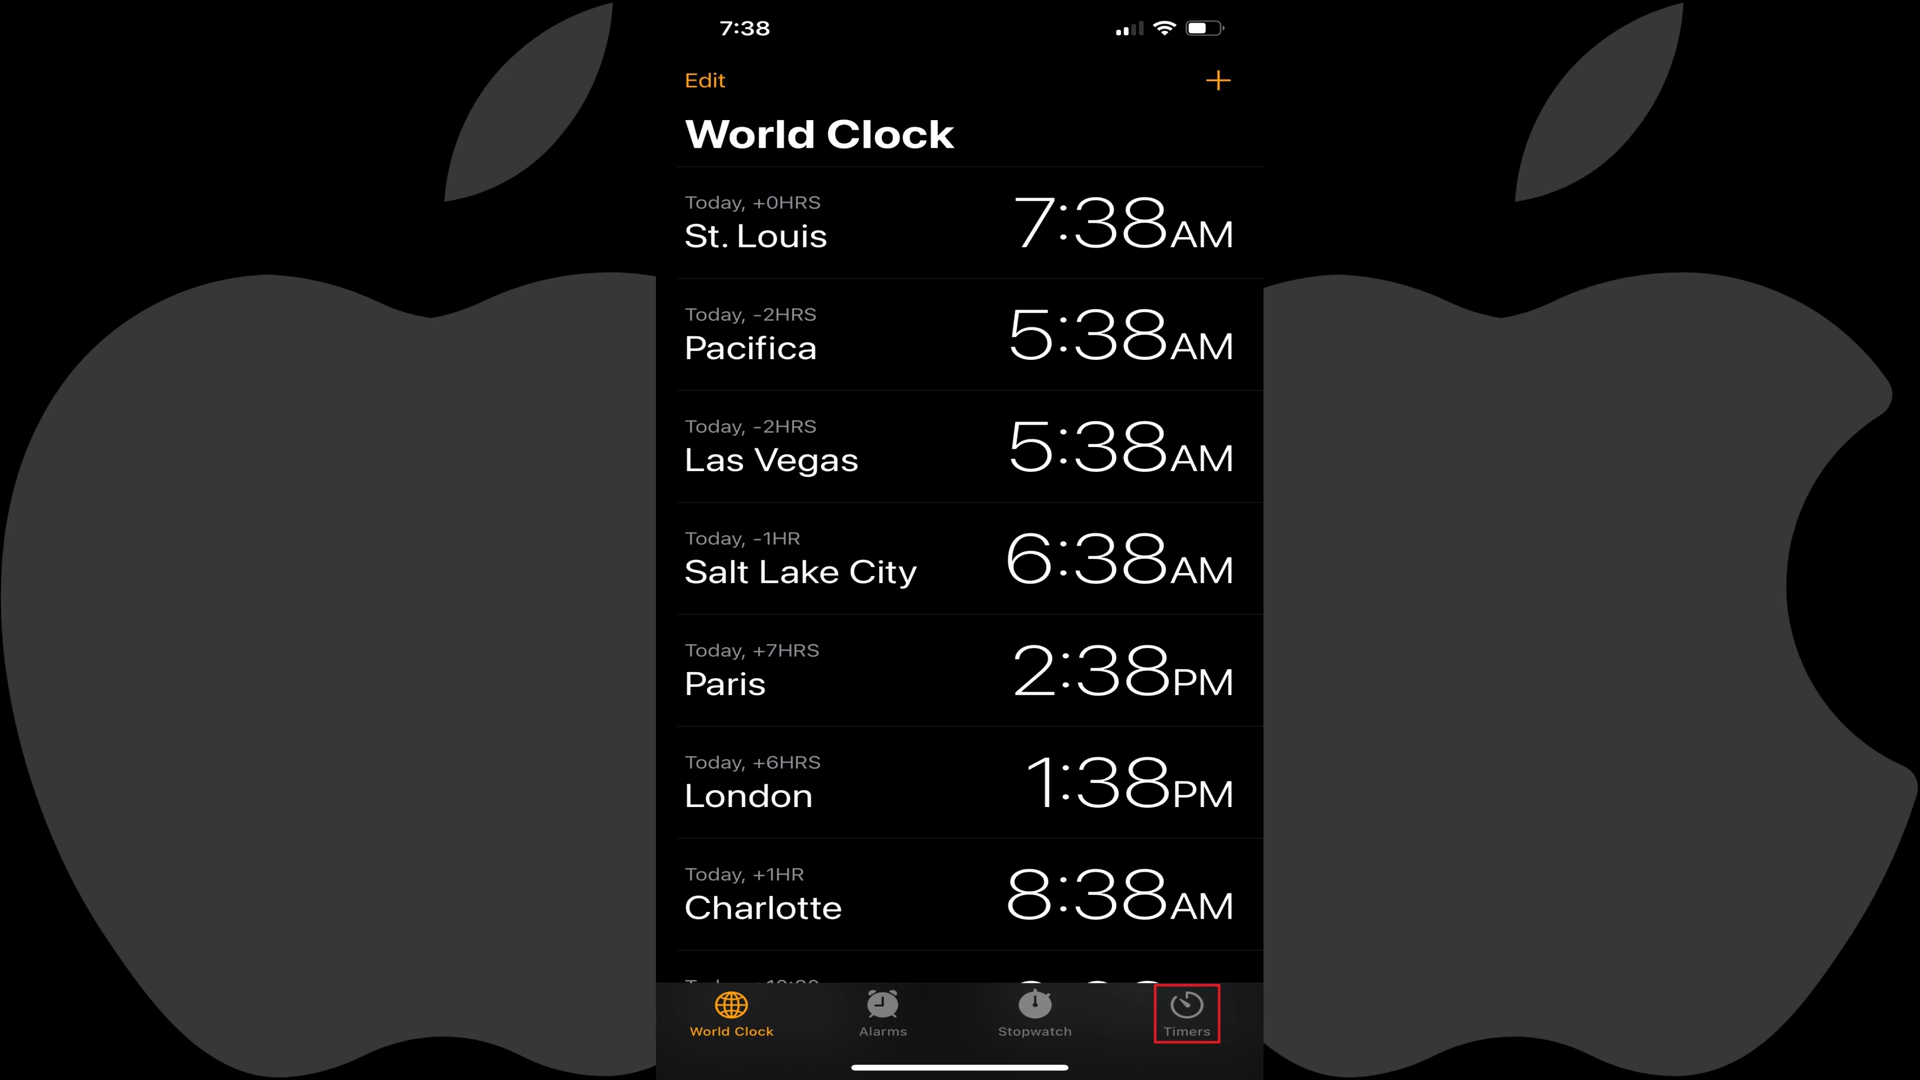 7:38
Edit
World Clock
Today, +0HRS
St. Louis
7:38AM
Today, -2HRS
Pacifica
5:38AM
Today, -2HRS
Las Vegas
5:38AM
Today, -1HR
Salt Lake City
6:38AM
Today, +7HRS
Paris
2:38PM
Today, +6HRS
London
1:38PM
Today, +1HR
Charlotte
8:38AM
World Clock
Alarms
Stopwatch
Timers